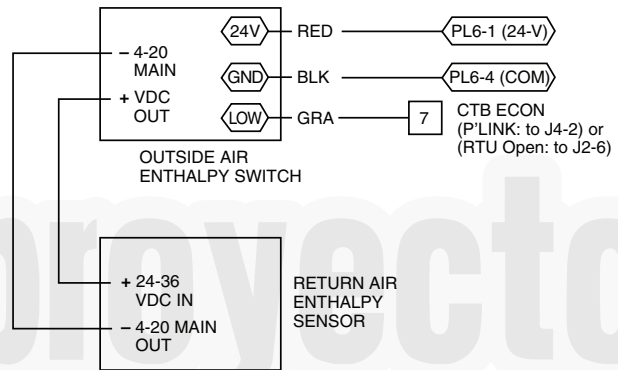 24V RED PL6-1 (24-V)
– 4-20
MAIN
GND BLK PL6-4 (COM)
+ VDC
OUT
LOW GRA 7 CTB ECON
(P'LINK: to J4-2) or
(RTU Open: to J2-6)
OUTSIDE AIR
ENTHALPY SWITCH
+ 24-36
VDC IN
– 4-20 MAIN
OUT
RETURN AIR
ENTHALPY
SENSOR
proyecto